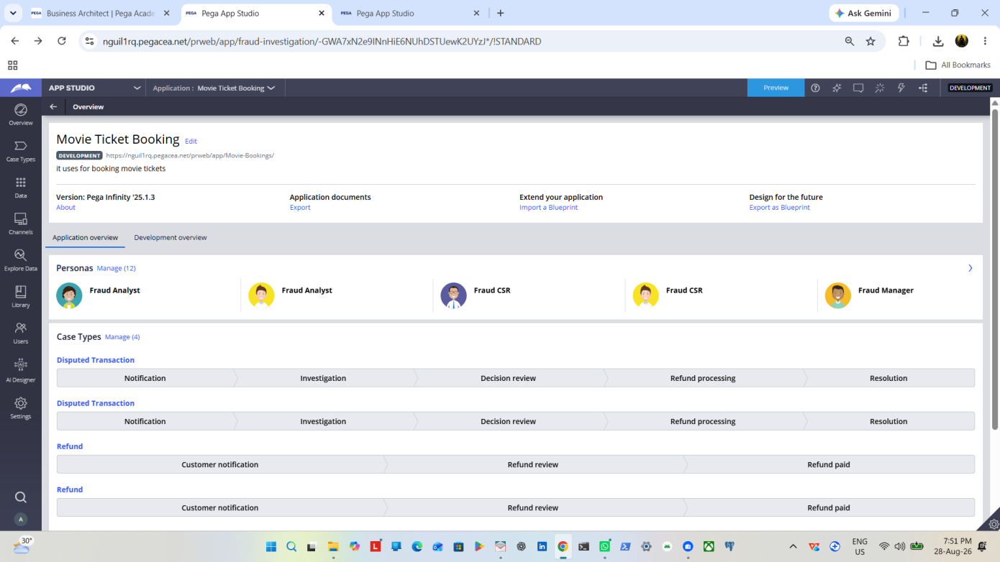 Business Architect | Pega Acade
PEGA Pega App Studio
PEGA Pega App Studio
Ask Gemini
nguil1rq.pegacea.net/prweb/app/fraud-investigation/-GWA7xN2e9INnHiE6NUhDSTUewK2UYzJ*/!STANDARD
All Bookmarks
APP STUDIO
Application : Movie Ticket Booking
Preview
DEVELOPMENT
Overview
Overview
Case Types
Data
Channels
Explore Data
Library
Users
AI Designer
Settings
A
Movie Ticket Booking Edit
DEVELOPMENT https://nguil1rq.pegacea.net/prweb/app/Movie-Bookings/
it uses for booking movie tickets
Version: Pega Infinity '25.1.3
About
Application documents
Export
Extend your application
Import a Blueprint
Design for the future
Export as Blueprint
Application overview Development overview
Personas Manage (12)
Fraud Analyst Fraud Analyst Fraud CSR Fraud CSR Fraud Manager
Case Types Manage (4)
Disputed Transaction
Notification Investigation Decision review Refund processing Resolution
Disputed Transaction
Notification Investigation Decision review Refund processing Resolution
Refund
Customer notification Refund review Refund paid
Refund
Customer notification Refund review Refund paid
30°
ENG
US
7:51 PM
28-Aug-26